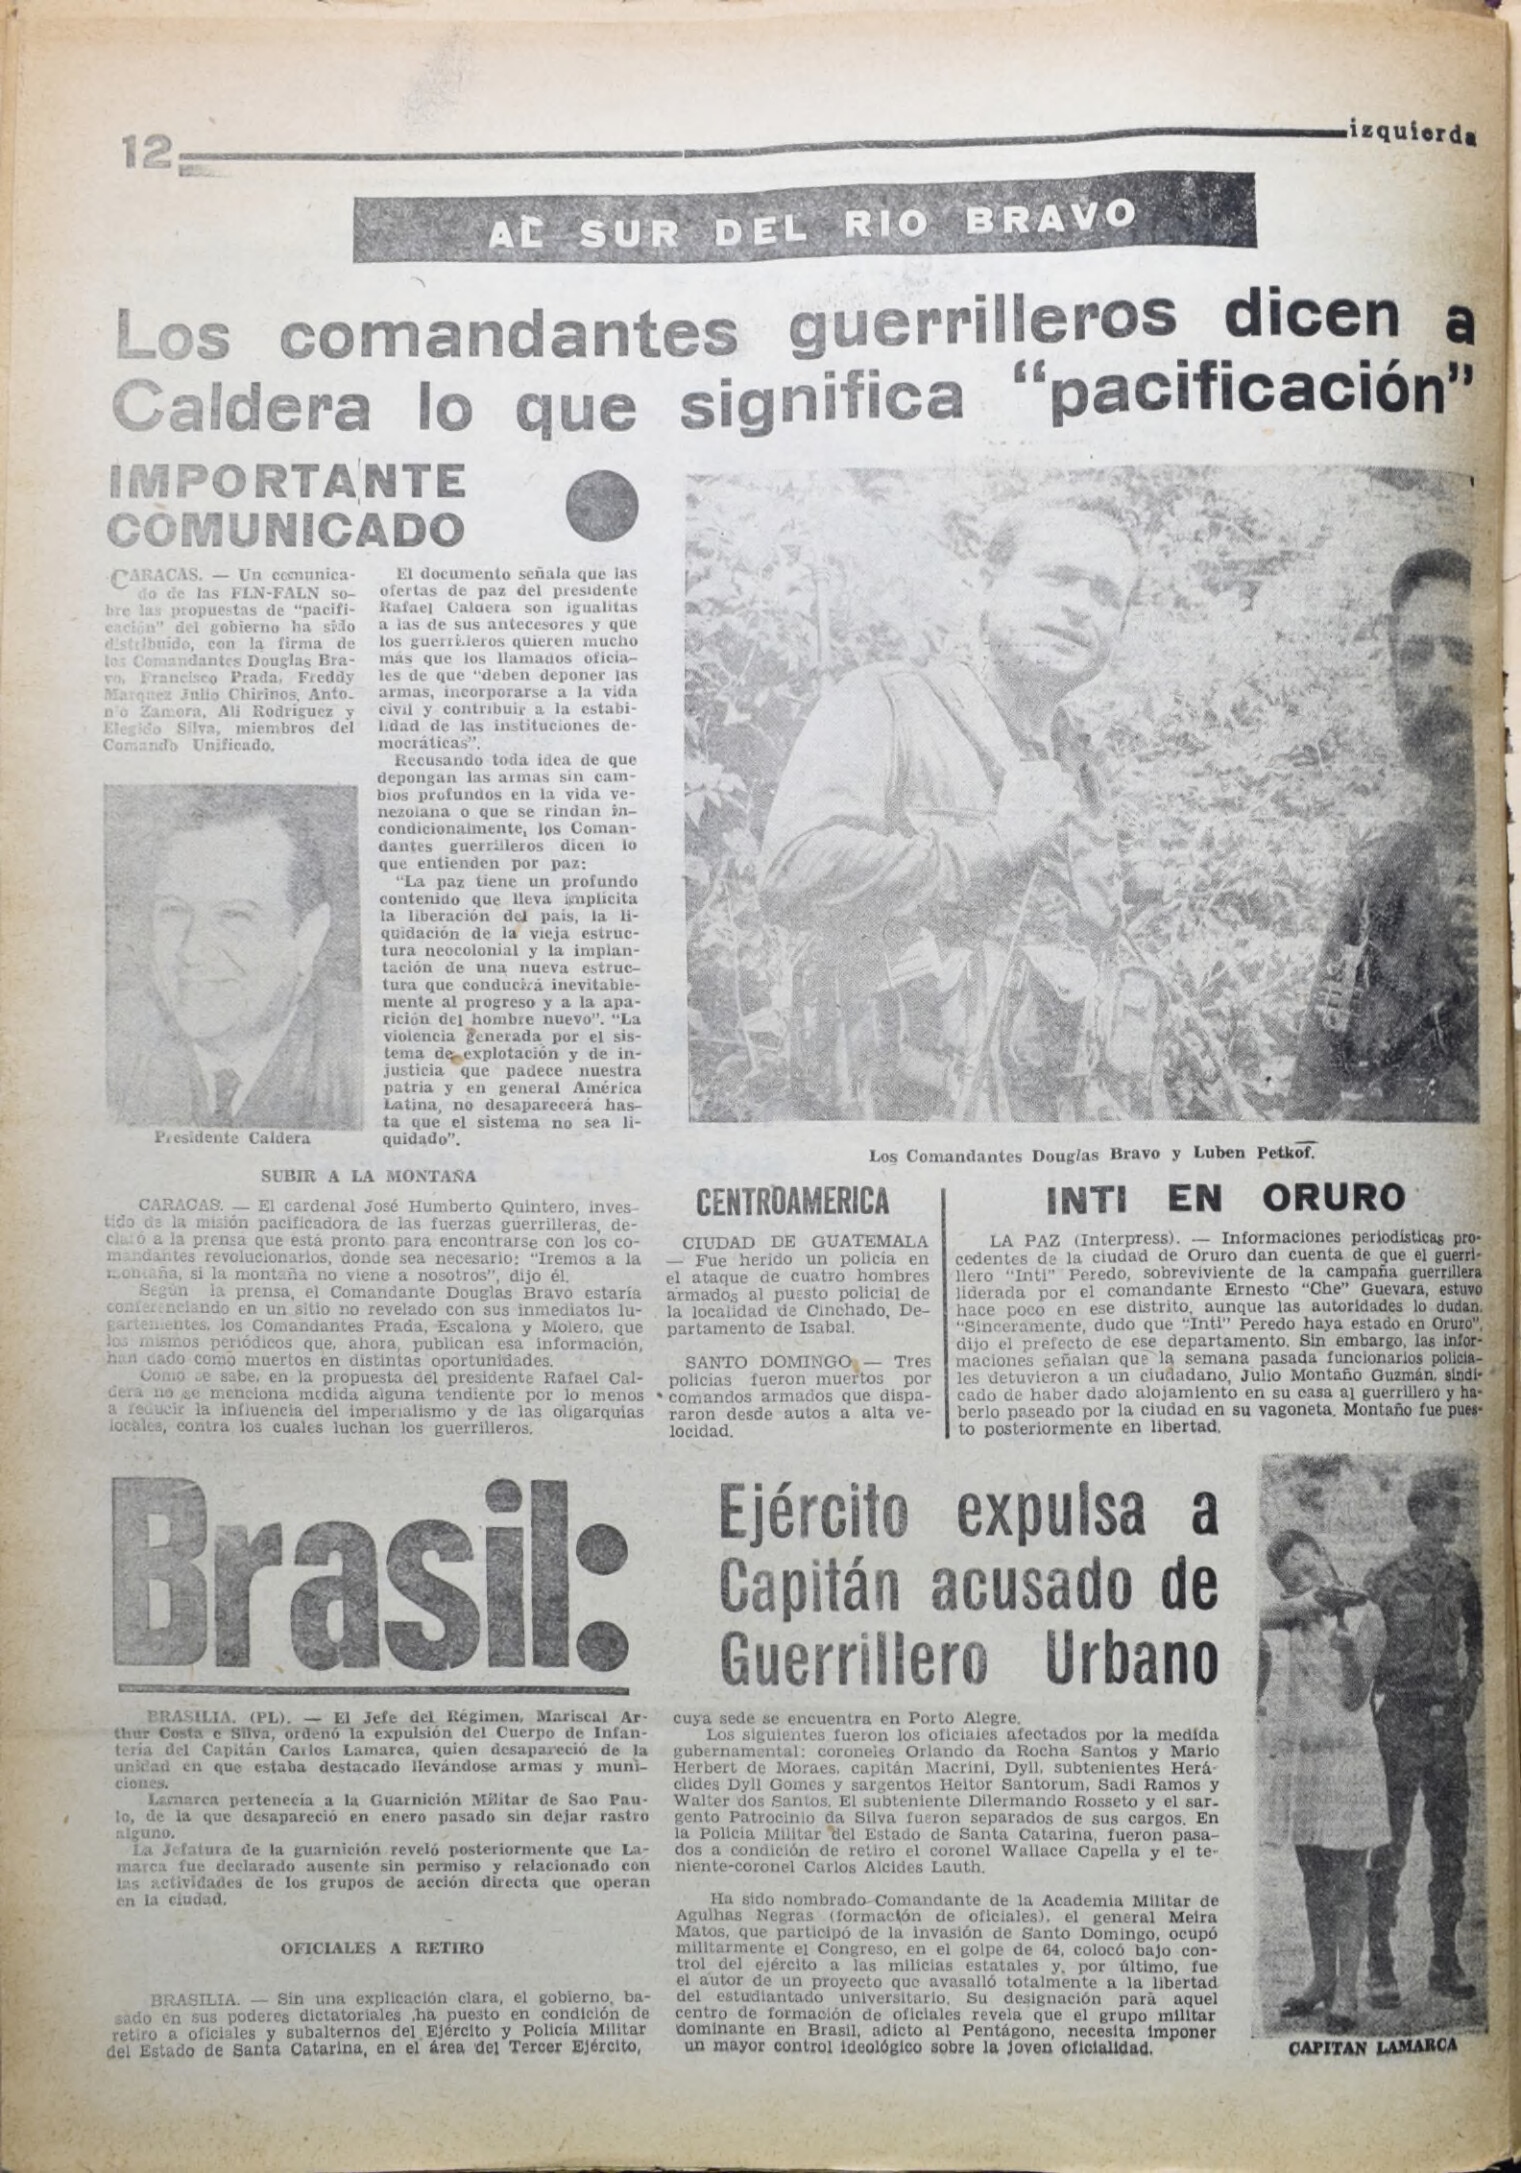 12
izquierda
AL SUR DEL RIO BRAVO
Los comandantes guerrilleros dicen a
Caldera lo que significa “pacificación”
IMPORTANTE
COMUNICADO
CARACAS. — Un comunica-
do de las FLN-FALN so-
bre las propuestas de “pacifi-
cación” del gobierno ha sido
distribuido, con la firma de
los Comandantes Douglas Bra-
vo, Francisco Prada, Freddy
Marquez Julio Chirinos, Anto-
nio Zamora, Alí Rodríguez y
Elegido Silva, miembros del
Comando Unificado.
Presidente Caldera
El documento señala que las
ofertas de paz del presidente
Rafael Caldera son igualitas
a las de sus antecesores y que
los guerrilleros quieren mucho
más que los llamados oficia-
les de que “deben deponer las
armas, incorporarse a la vida
civil y contribuir a la estabi-
lidad de las instituciones de-
mocráticas”.
Recusando toda idea de que
depongan las armas sin cam-
bios profundos en la vida ve-
nezolana o que se rindan in-
condicionalmente, los Coman-
dantes guerrilleros dicen lo
que entienden por paz:
“La paz tiene un profundo
contenido que lleva implícita
la liberación del país, la li-
quidación de la vieja estruc-
tura neocolonial y la implan-
tación de una nueva estruc-
tura que conducirá inevitable-
mente al progreso y a la apa-
rición del hombre nuevo”. “La
violencia generada por el sis-
tema de explotación y de in-
justicia que padece nuestra
patria y en general América
Latina, no desaparecerá has-
ta que el sistema no sea li-
quidado”.
Los Comandantes Douglas Bravo y Luben Petkof.
SUBIR A LA MONTAÑA
CARACAS. — El cardenal José Humberto Quintero, inves-
tido de la misión pacificadora de las fuerzas guerrilleras, de-
claró a la prensa que está pronto para encontrarse con los co-
mandantes revolucionarios, donde sea necesario: “Iremos a la
montaña, si la montaña no viene a nosotros”, dijo él.
Según la prensa, el Comandante Douglas Bravo estaría
conferenciando en un sitio no revelado con sus inmediatos lu-
gartenientes, los Comandantes Prada, Escalona y Molero, que
los mismos periódicos que, ahora, publican esa información,
han dado como muertos en distintas oportunidades.
Como se sabe, en la propuesta del presidente Rafael Cal-
dera no se menciona medida alguna tendiente por lo menos
a reducir la influencia del imperialismo y de las oligarquías
locales, contra los cuales luchan los guerrilleros.
CENTROAMERICA
CIUDAD DE GUATEMALA
— Fue herido un policía en
el ataque de cuatro hombres
armados al puesto policial de
la localidad de Cinchado, De-
partamento de Isabal.
SANTO DOMINGO — Tres
policías fueron muertos por
comandos armados que dispa-
raron desde autos a alta ve-
locidad.
INTI EN ORURO
LA PAZ (Interpress). — Informaciones periodísticas pro-
cedentes de la ciudad de Oruro dan cuenta de que el guerri-
llero “Inti” Peredo, sobreviviente de la campaña guerrillera
liderada por el comandante Ernesto “Che” Guevara, estuvo
hace poco en ese distrito, aunque las autoridades lo dudan.
“Sinceramente, dudo que “Inti” Peredo haya estado en Oruro”,
dijo el prefecto de ese departamento. Sin embargo, las infor-
maciones señalan que la semana pasada funcionarios policia-
les detuvieron a un ciudadano, Julio Montaño Guzmán, sindi-
cado de haber dado alojamiento en su casa al guerrillero y ha-
berlo paseado por la ciudad en su vagoneta. Montaño fue pues-
to posteriormente en libertad.
Brasil:
Ejército expulsa a
Capitán acusado de
Guerrillero Urbano
BRASILIA, (PL). — El Jefe del Régimen, Mariscal Ar-
thur Costa e Silva, ordenó la expulsión del Cuerpo de Infan-
tería del Capitán Carlos Lamarca, quien desapareció de la
unidad en que estaba destacado llevándose armas y muni-
ciones.
Lamarca pertenecía a la Guarnición Militar de Sao Pau-
lo, de la que desapareció en enero pasado sin dejar rastro
alguno.
La Jefatura de la guarnición reveló posteriormente que La-
marca fue declarado ausente sin permiso y relacionado con
las actividades de los grupos de acción directa que operan
en la ciudad.
OFICIALES A RETIRO
BRASILIA. — Sin una explicación clara, el gobierno, ba-
sado en sus poderes dictatoriales ,ha puesto en condición de
retiro a oficiales y subalternos del Ejército y Policía Militar
del Estado de Santa Catarina, en el área del Tercer Ejército,
cuya sede se encuentra en Porto Alegre.
Los siguientes fueron los oficiales afectados por la medida
gubernamental: coroneles Orlando da Rocha Santos y Mario
Herbert de Moraes, capitán Macrini, Dyll, subtenientes Herá-
clides Dyll Gomes y sargentos Heitor Santorum, Sadi Ramos y
Walter dos Santos. El subteniente Dilermando Rosseto y el sar-
gento Patrocinio da Silva fueron separados de sus cargos. En
la Policía Militar del Estado de Santa Catarina, fueron pasa-
dos a condición de retiro el coronel Wallace Capella y el te-
niente-coronel Carlos Alcides Lauth.
Ha sido nombrado Comandante de la Academia Militar de
Agulhas Negras (formación de oficiales), el general Meira
Matos, que participó de la invasión de Santo Domingo, ocupó
militarmente el Congreso, en el golpe de 64, colocó bajo con-
trol del ejército a las milicias estatales y, por último, fue
el autor de un proyecto que avasalló totalmente a la libertad
del estudiantado universitario. Su designación para aquel
centro de formación de oficiales revela que el grupo militar
dominante en Brasil, adicto al Pentágono, necesita imponer
un mayor control ideológico sobre la joven oficialidad.
CAPITAN LAMARCA